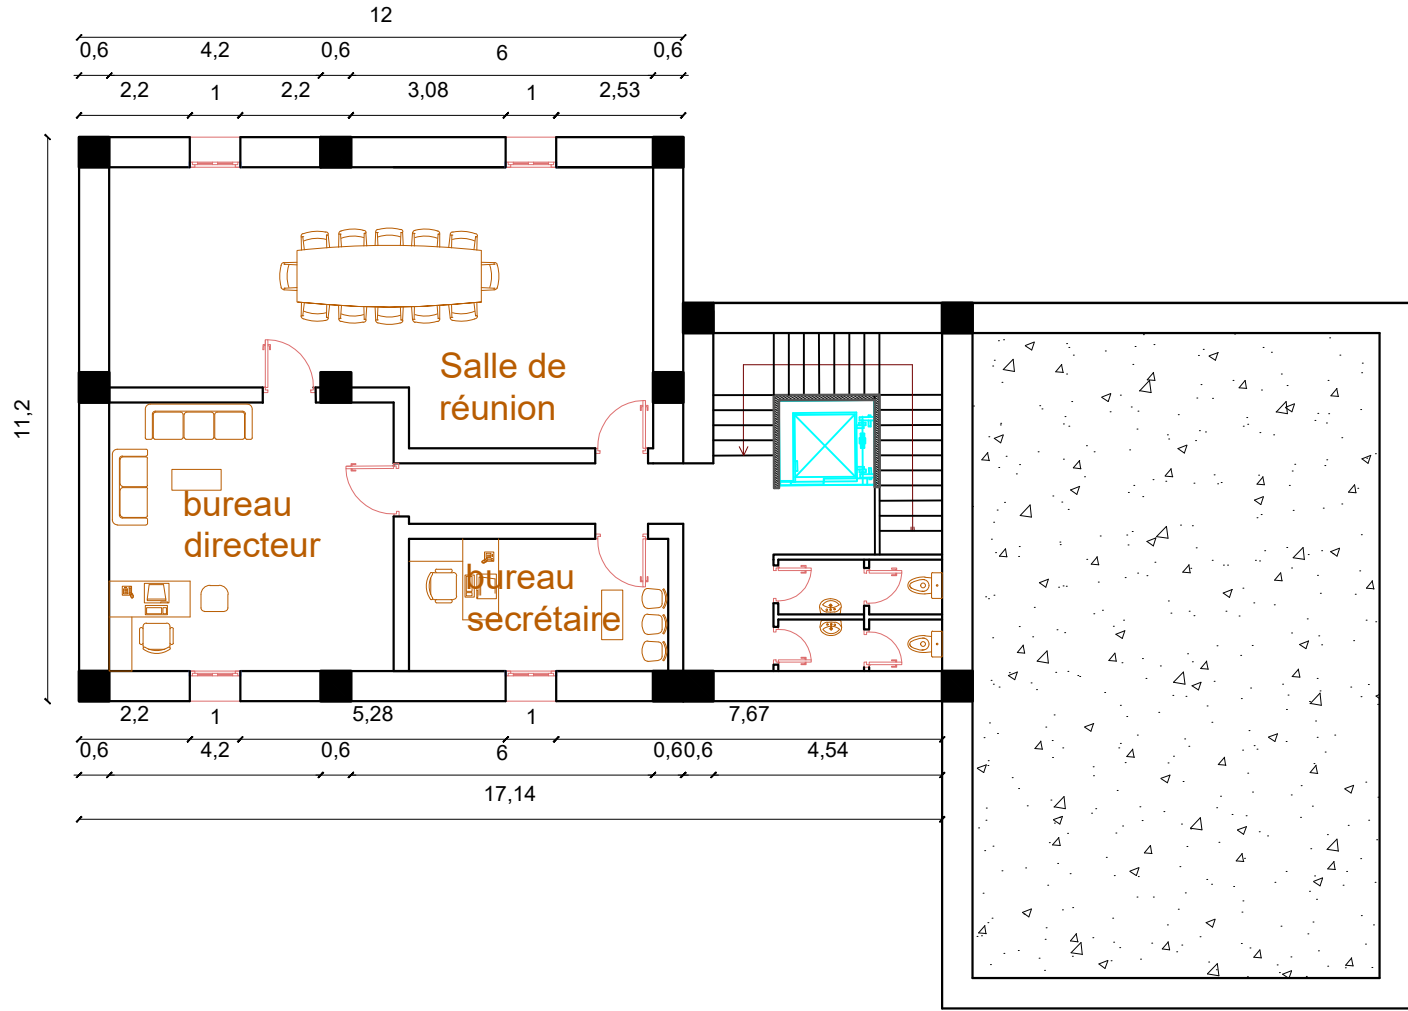 12
0,6 4,2 0,6 6 0,6
2,2 1 2,2 3,08 1 2,53
11,2
Salle de
réunion
bureau
directeur
bureau
secrétaire
2,2 1 5,28 1 7,67
0,6 4,2 0,6 6 0,6 0,6 4,54
17,14